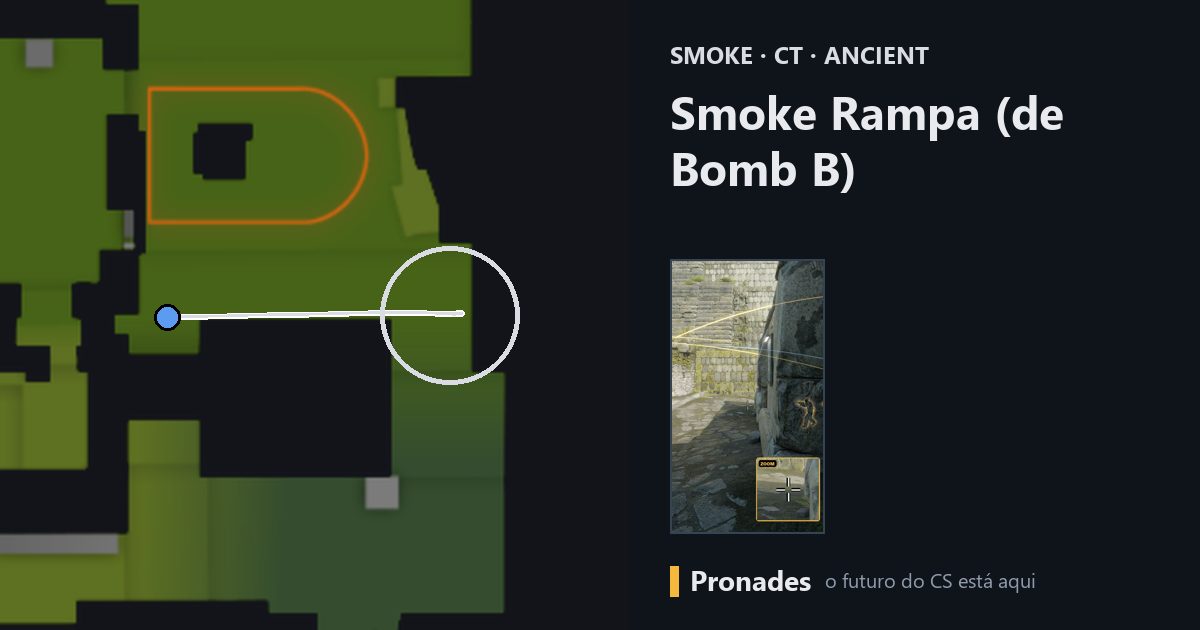 SMOKE · CT · ANCIENT
Smoke Rampa (de
Bomb B)
ZOOM
Pronades o futuro do CS está aqui